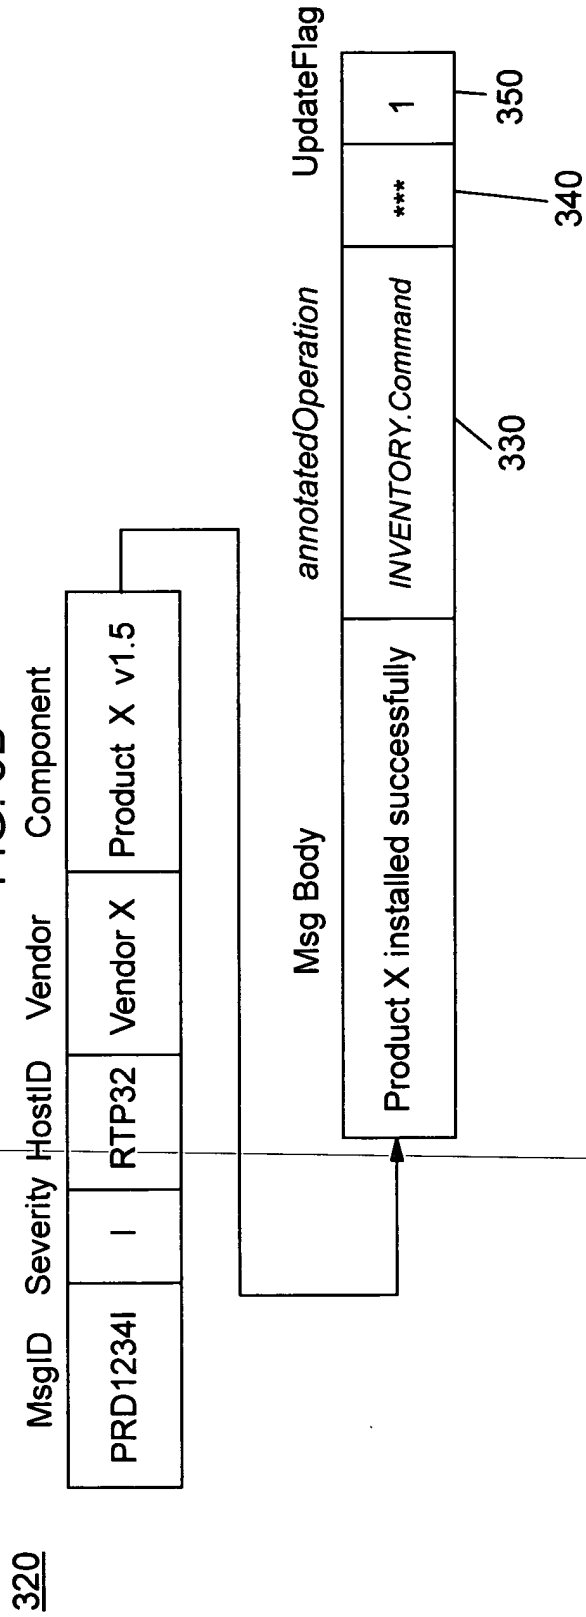 320
MsgID Severity HostID Vendor Component
PRD1234I I RTP32 Vendor X Product X v1.5
Msg Body annotatedOperation UpdateFlag
Product X installed successfully INVENTORY.Command *** 1
330 340 350